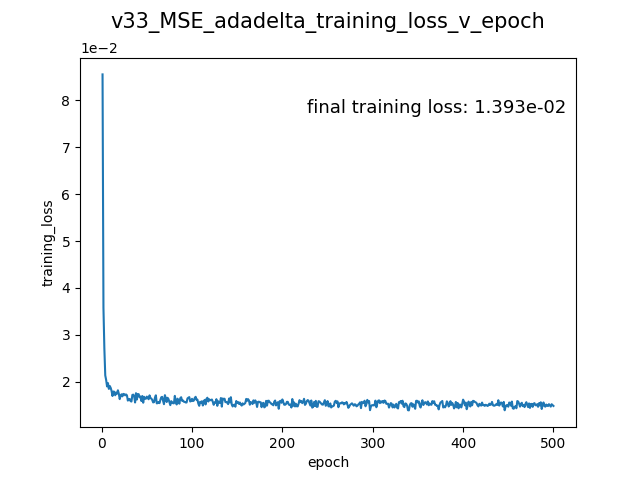 v33_MSE_adadelta_training_loss_v_epoch
1e−2
final training loss: 1.393e-02
8
7
6
5
4
3
2
training_loss
0 100 200 300 400 500
epoch